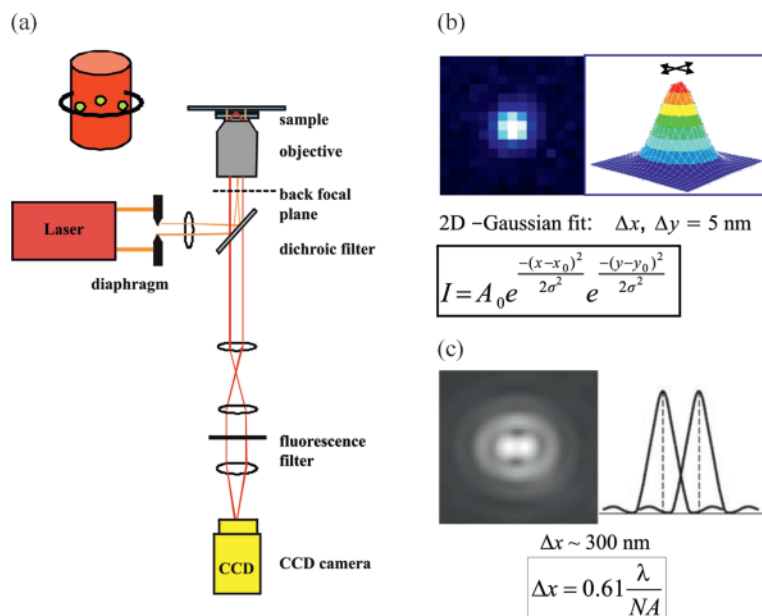 (a)
sample
objective
back focal
plane
dichroic filter
Laser
diaphragm
fluorescence
filter
CCD
CCD camera
(b)
2D –Gaussian fit: Δx, Δy = 5 nm
I = A₀e^(-(x-x₀)²/2σ²) e^(-(y-y₀)²/2σ²)
(c)
Δx ~ 300 nm
Δx = 0.61 λ/NA